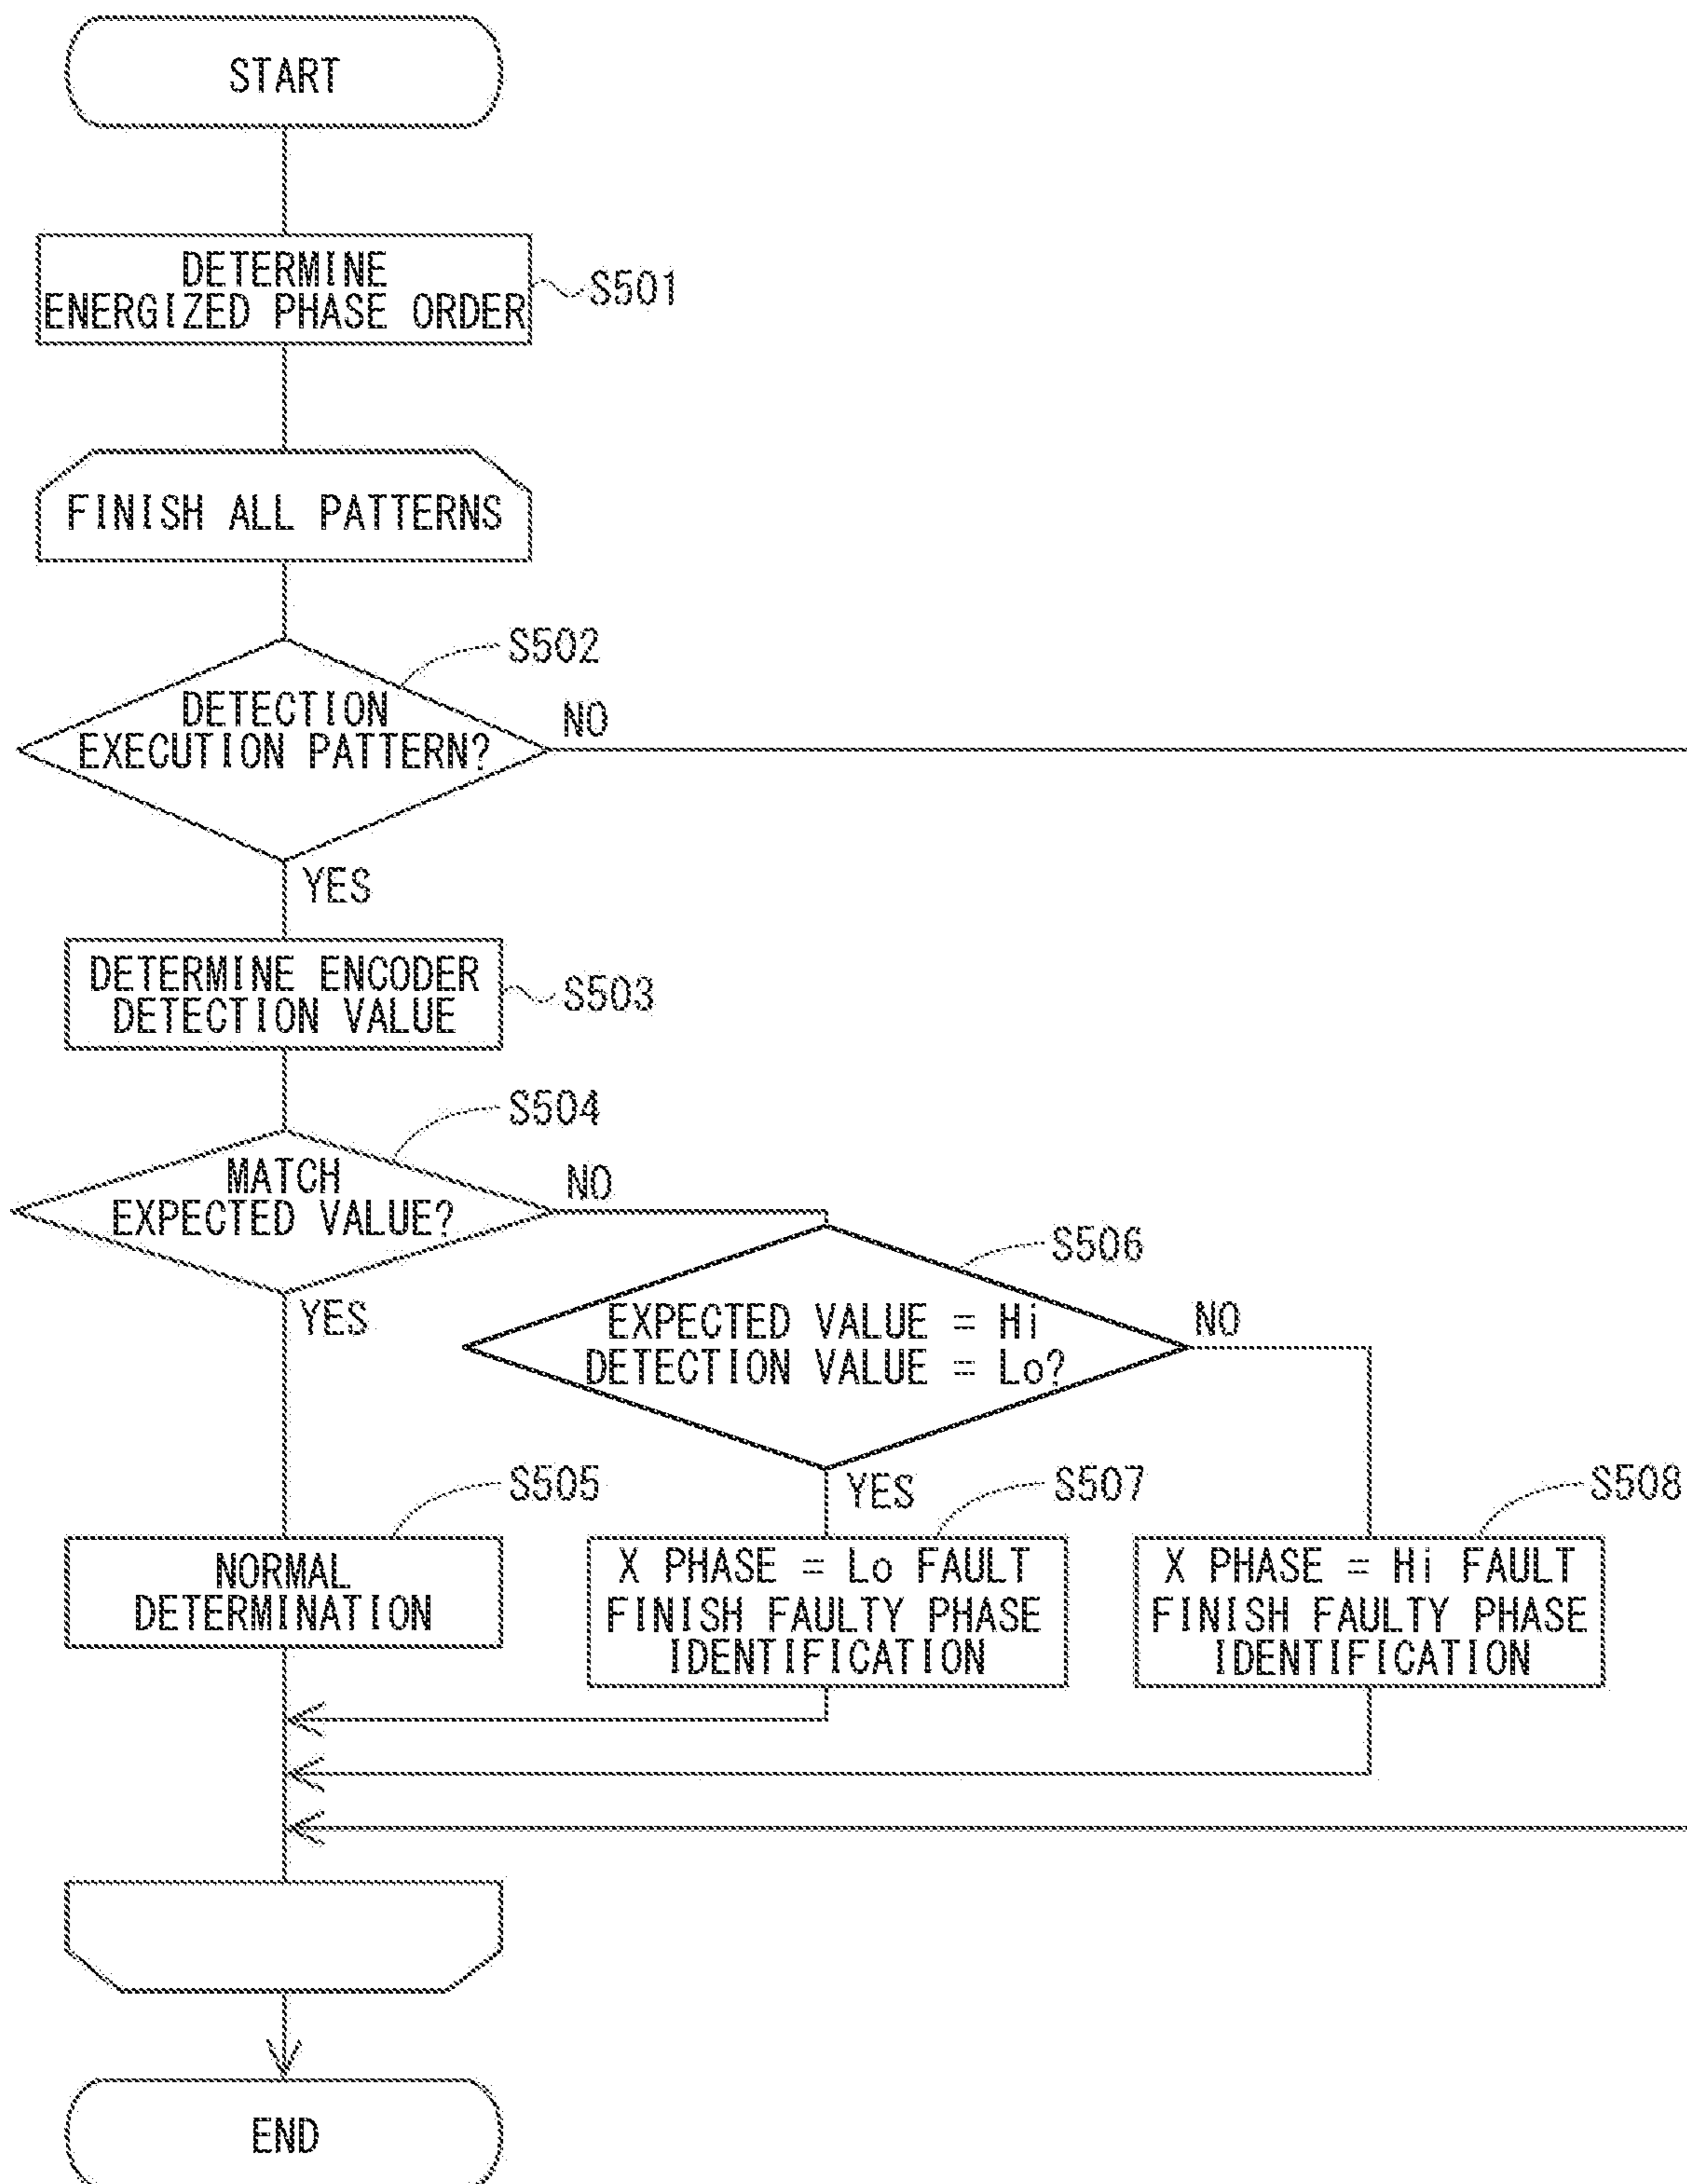 START
DETERMINE
ENERGIZED PHASE ORDER
S501
FINISH ALL PATTERNS
S502
DETECTION
EXECUTION PATTERN?
NO
YES
DETERMINE ENCODER
DETECTION VALUE
S503
S504
MATCH
EXPECTED VALUE?
NO
YES
S506
EXPECTED VALUE = Hi
DETECTION VALUE = Lo?
NO
YES
S505
NORMAL
DETERMINATION
S507
X PHASE = Lo FAULT
FINISH FAULTY PHASE
IDENTIFICATION
S508
X PHASE = Hi FAULT
FINISH FAULTY PHASE
IDENTIFICATION
END